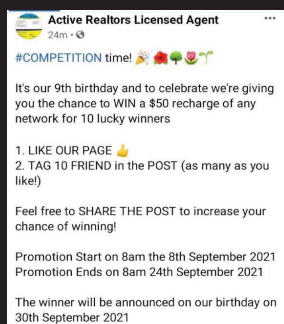 Active Realtors Licensed Agent
24m ·
#COMPETITION time! 🎉 🌺🌳🌷🌱
It's our 9th birthday and to celebrate we're giving
you the chance to WIN a $50 recharge of any
network for 10 lucky winners
1. LIKE OUR PAGE 👍
2. TAG 10 FRIEND in the POST (as many as you
like!)
Feel free to SHARE THE POST to increase your
chance of winning!
Promotion Start on 8am the 8th September 2021
Promotion Ends on 8am 24th September 2021
The winner will be announced on our birthday on
30th September 2021